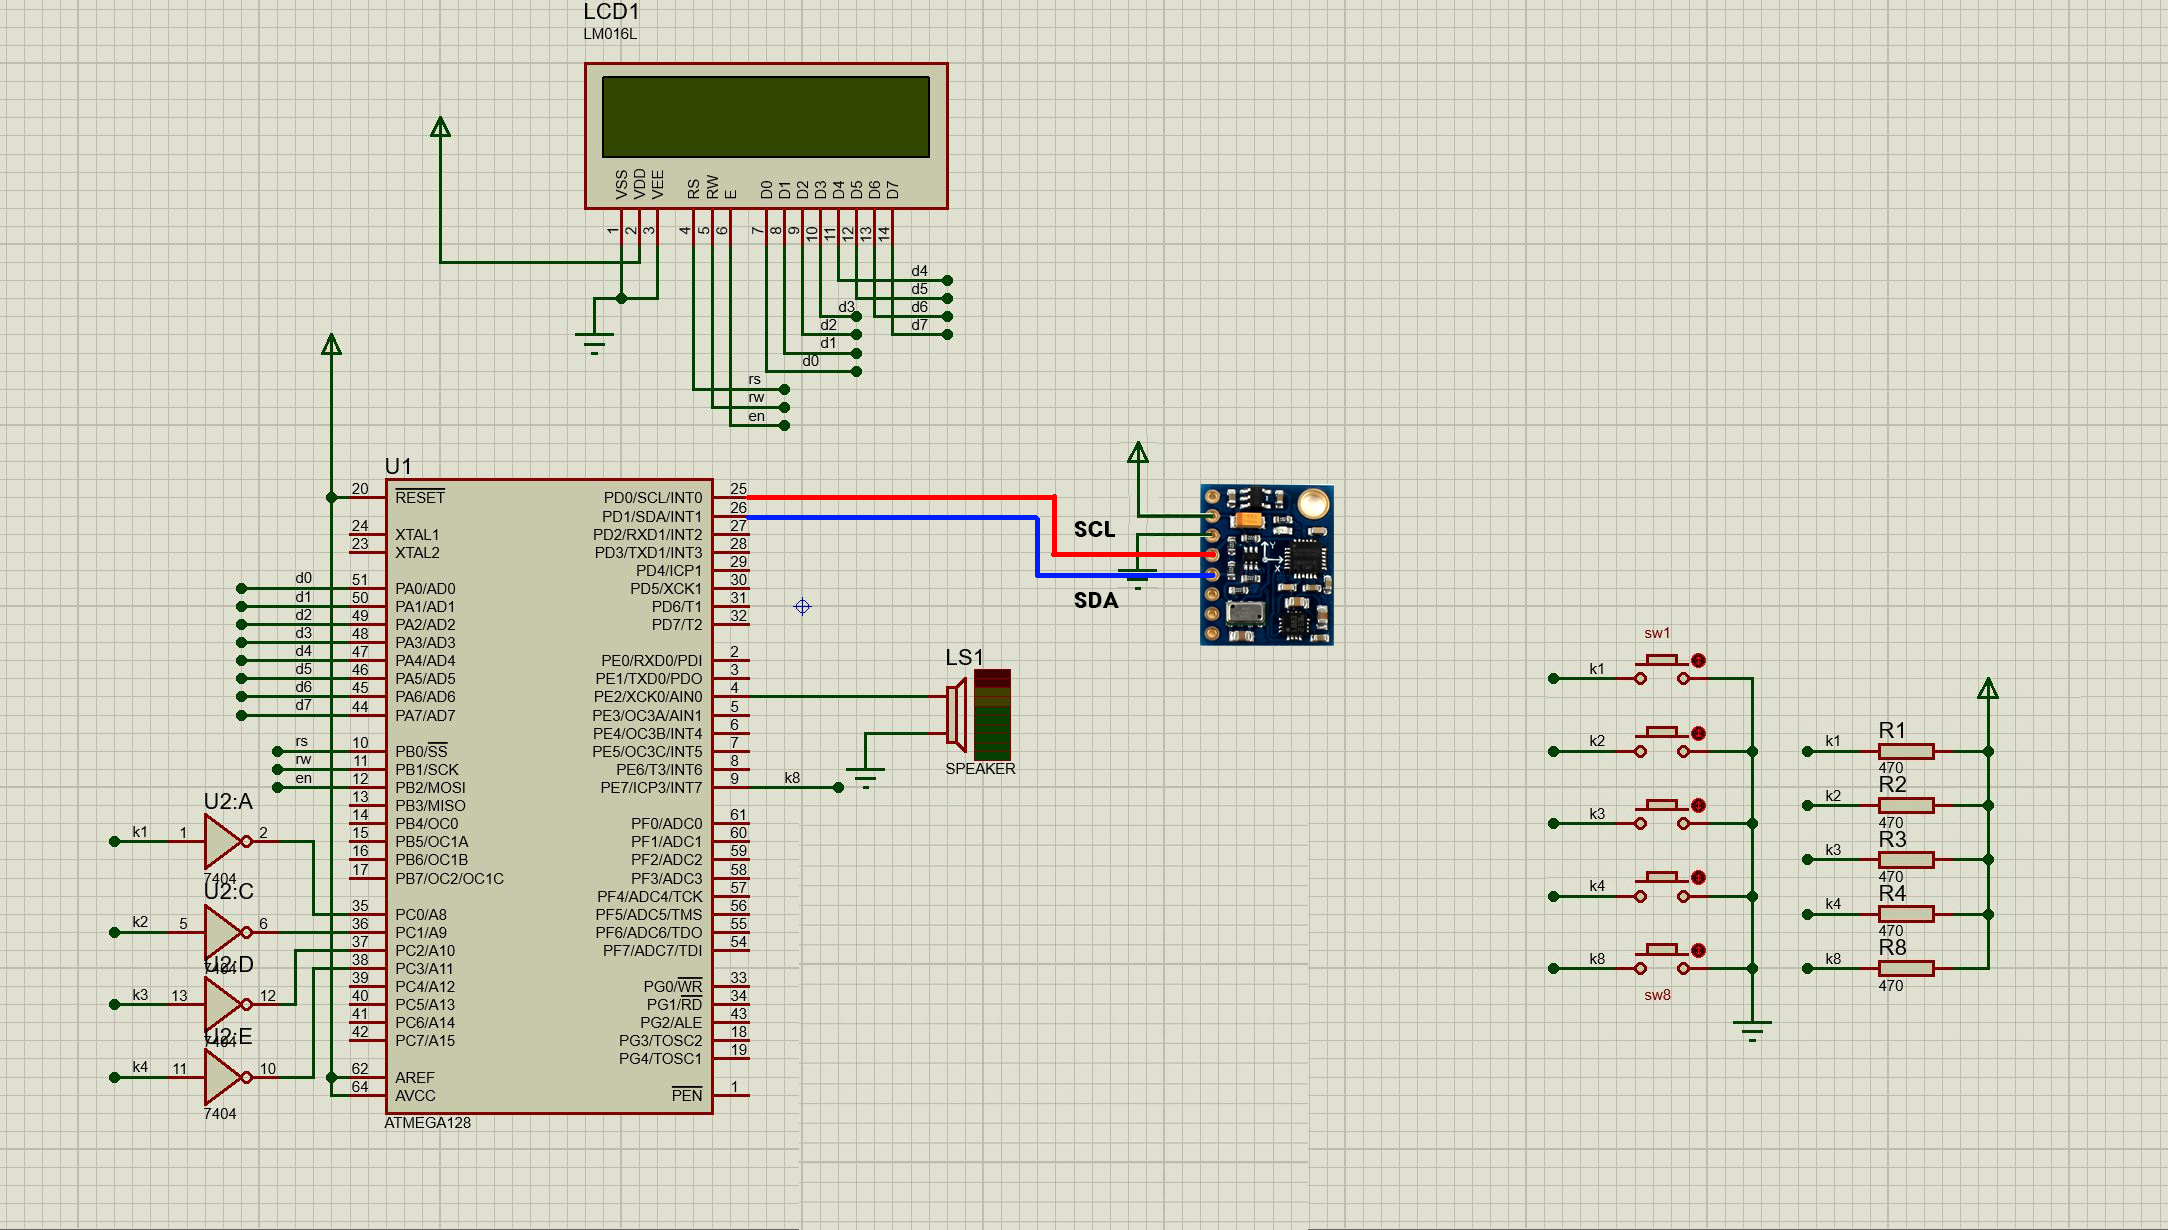 LCD1
LM016L
VSS
VDD
VEE
RS
RW
E
D0
D1
D2
D3
D4
D5
D6
D7
1
2
3
4
5
6
7
8
9
10
11
12
13
14
d4
d5
d6
d7
d3
d2
d1
d0
rs
rw
en
U1
20 RESET PD0/SCL/INT0 25
PD1/SDA/INT1 26
24 XTAL1 PD2/RXD1/INT2 27
23 XTAL2 PD3/TXD1/INT3 28
PD4/ICP1 29
d0 51 PA0/AD0 PD5/XCK1 30
d1 50 PA1/AD1 PD6/T1 31
d2 49 PA2/AD2 PD7/T2 32
d3 48 PA3/AD3
d4 47 PA4/AD4 PE0/RXD0/PDI 2
d5 46 PA5/AD5 PE1/TXD0/PDO 3
d6 45 PA6/AD6 PE2/XCK0/AIN0 4
d7 44 PA7/AD7 PE3/OC3A/AIN1 5
PE4/OC3B/INT4 6
rs 10 PB0/SS PE5/OC3C/INT5 7
rw 11 PB1/SCK PE6/T3/INT6 8
en 12 PB2/MOSI PE7/ICP3/INT7 9 k8
13 PB3/MISO
14 PB4/OC0 PF0/ADC0 61
15 PB5/OC1A PF1/ADC1 60
16 PB6/OC1B PF2/ADC2 59
17 PB7/OC2/OC1C PF3/ADC3 58
PF4/ADC4/TCK 57
35 PC0/A8 PF5/ADC5/TMS 56
36 PC1/A9 PF6/ADC6/TDO 55
37 PC2/A10 PF7/ADC7/TDI 54
38 PC3/A11
39 PC4/A12 PG0/WR 33
40 PC5/A13 PG1/RD 34
41 PC6/A14 PG2/ALE 43
42 PC7/A15 PG3/TOSC2 18
PG4/TOSC1 19
62 AREF
64 AVCC PEN 1
ATMEGA128
U2:A
k1 1 2
7404
U2:C
k2 5 6
7404
U2:D
k3 13 12
7404
U2:E
k4 11 10
7404
SCL
SDA
Y
X
LS1
SPEAKER
sw1
k1
k2
k3
k4
k8
sw8
R1
k1
470
R2
k2
470
R3
k3
470
R4
k4
470
R8
k8
470